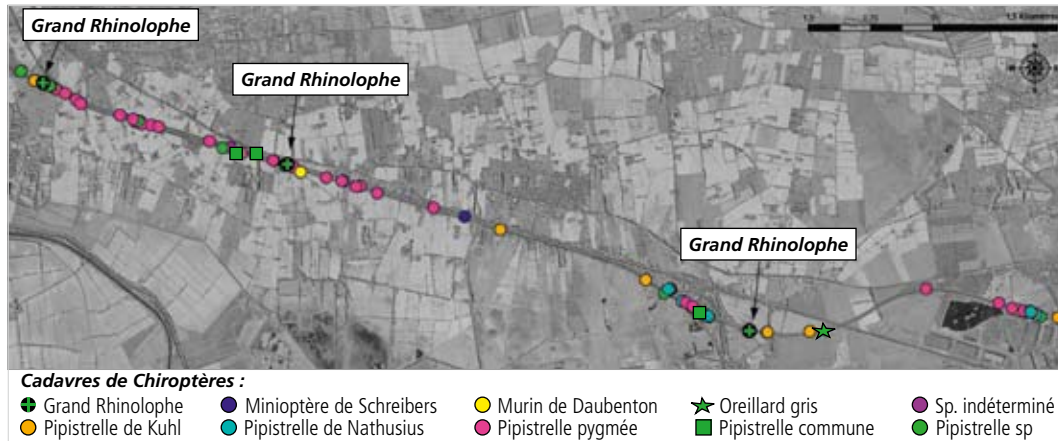 Grand Rhinolophe
Grand Rhinolophe
Grand Rhinolophe
Cadavres de Chiroptères :
Grand Rhinolophe
Minioptère de Schreibers
Murin de Daubenton
Oreillard gris
Sp. indéterminé
Pipistrelle de Kuhl
Pipistrelle de Nathusius
Pipistrelle pygmée
Pipistrelle commune
Pipistrelle sp